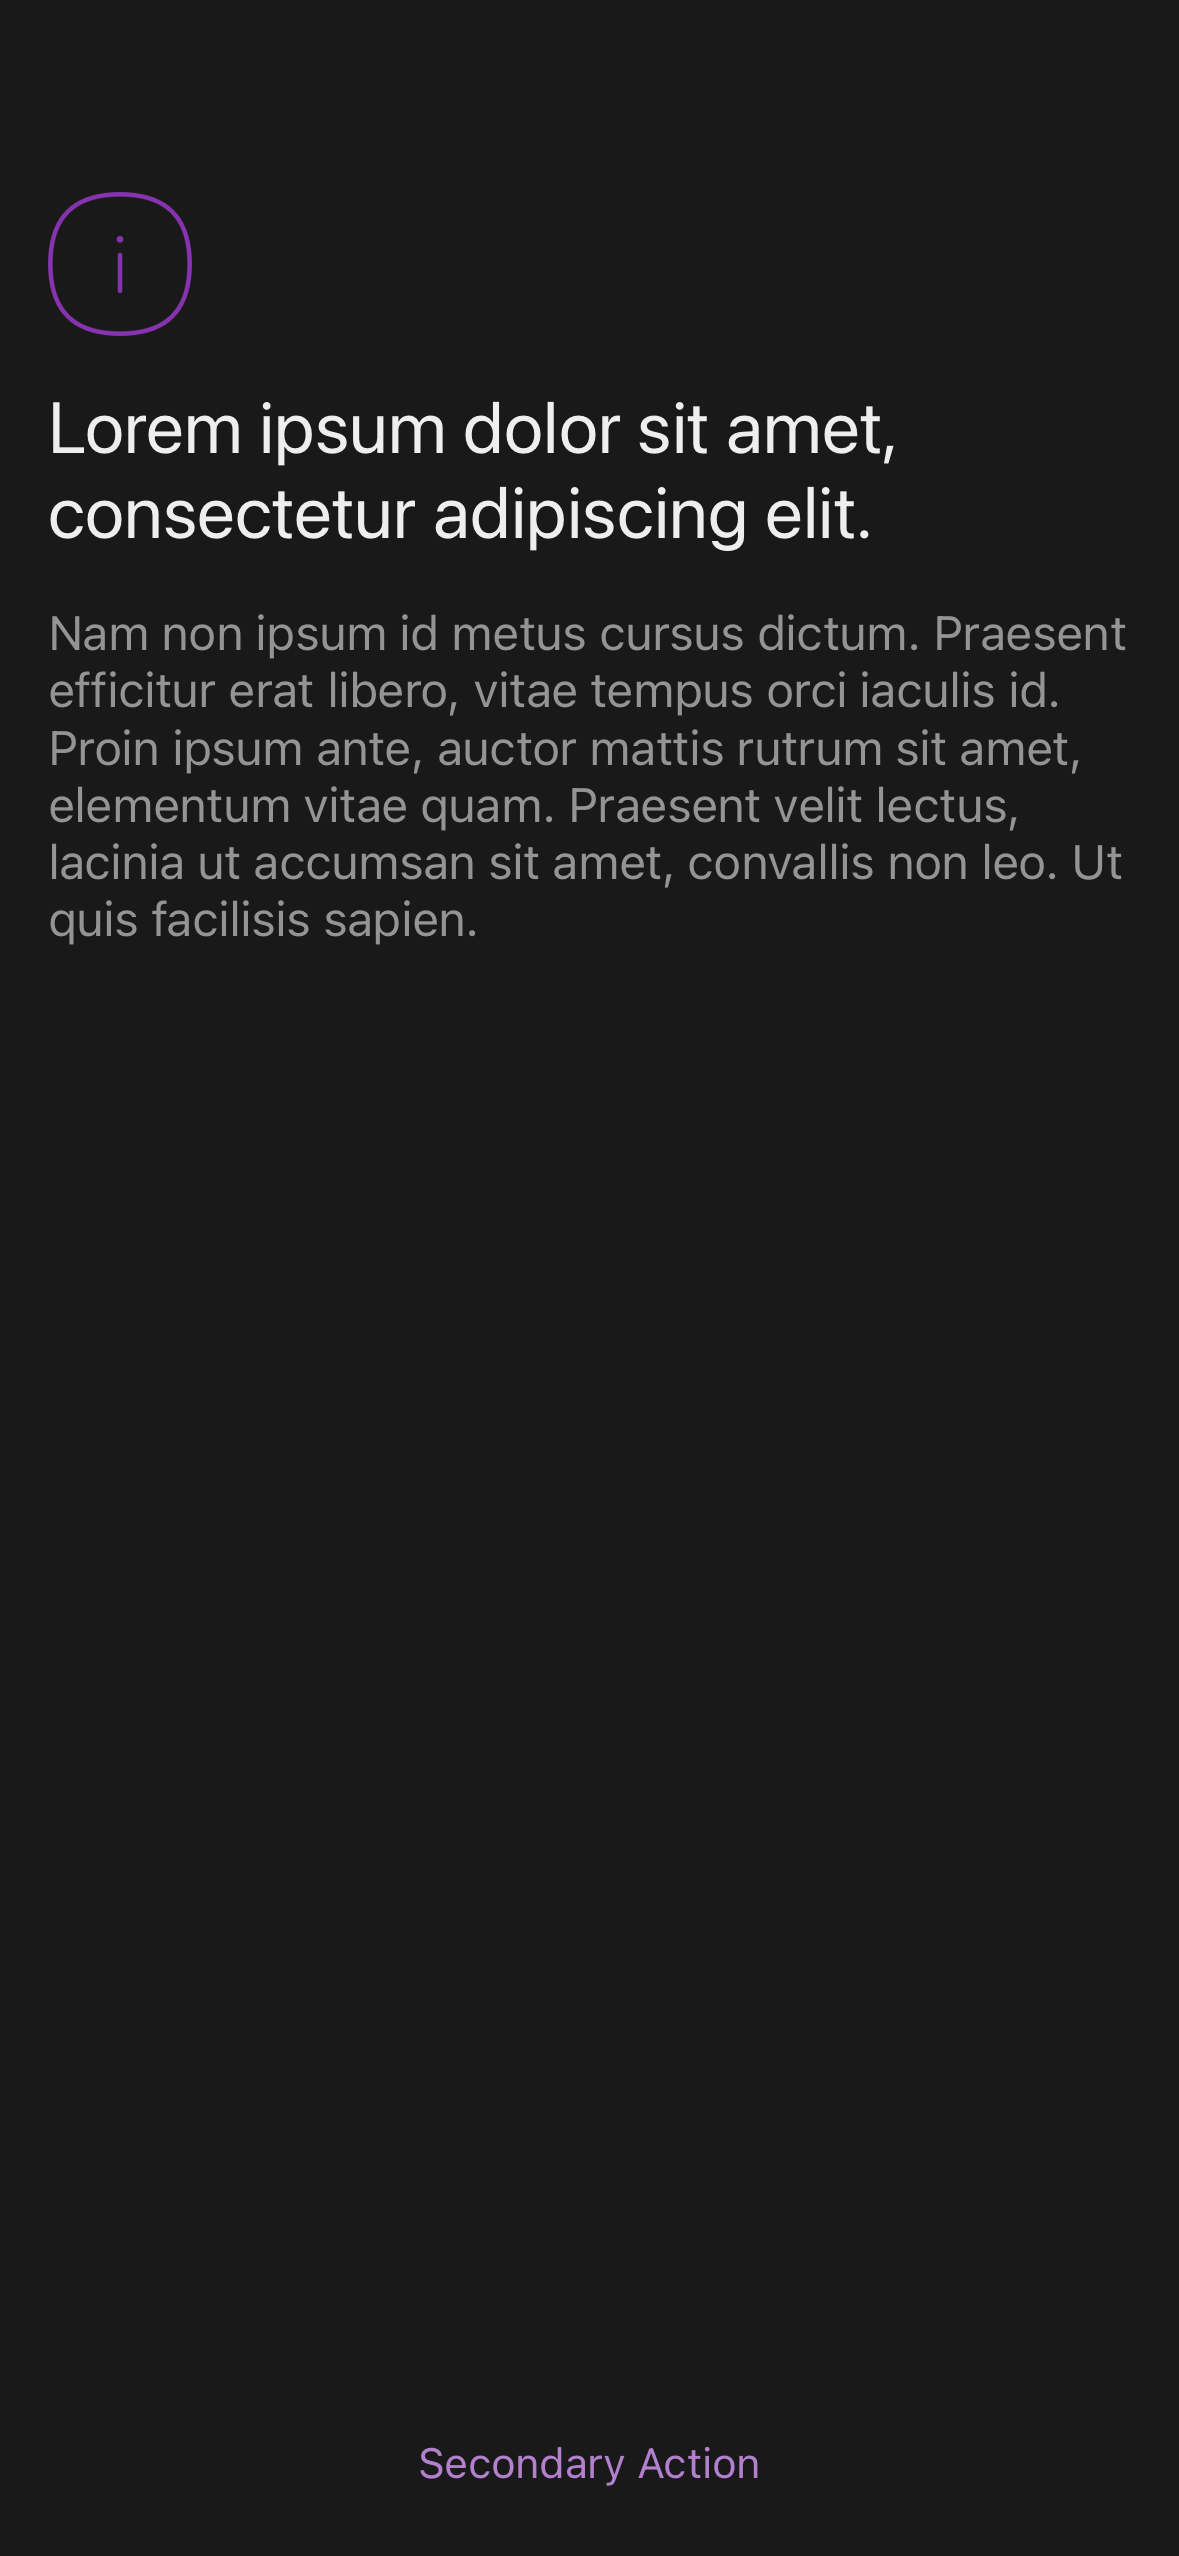 i
Lorem ipsum dolor sit amet,
consectetur adipiscing elit.
Nam non ipsum id metus cursus dictum. Praesent
efficitur erat libero, vitae tempus orci iaculis id.
Proin ipsum ante, auctor mattis rutrum sit amet,
elementum vitae quam. Praesent velit lectus,
lacinia ut accumsan sit amet, convallis non leo. Ut
quis facilisis sapien.
Secondary Action